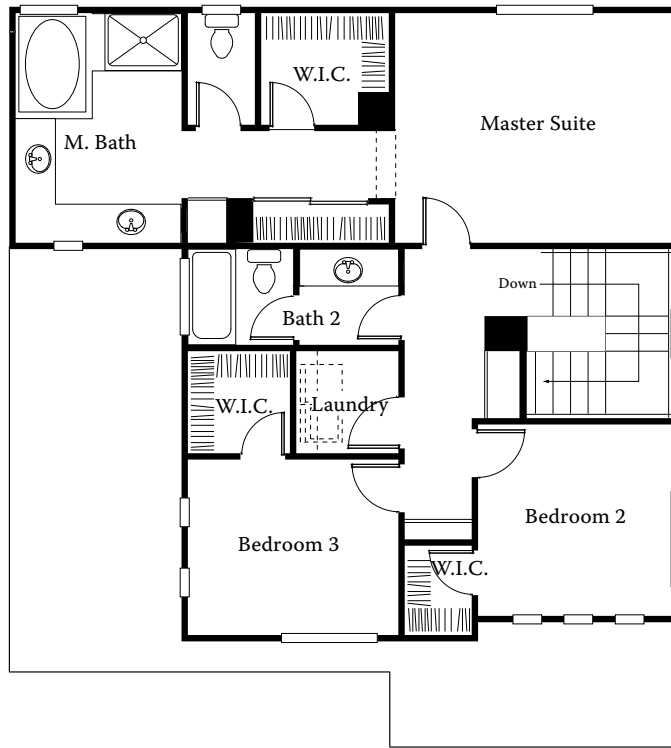 W.I.C.
Master Suite
M. Bath
Down
Bath 2
W.I.C.
Laundry
Bedroom 2
Bedroom 3
W.I.C.